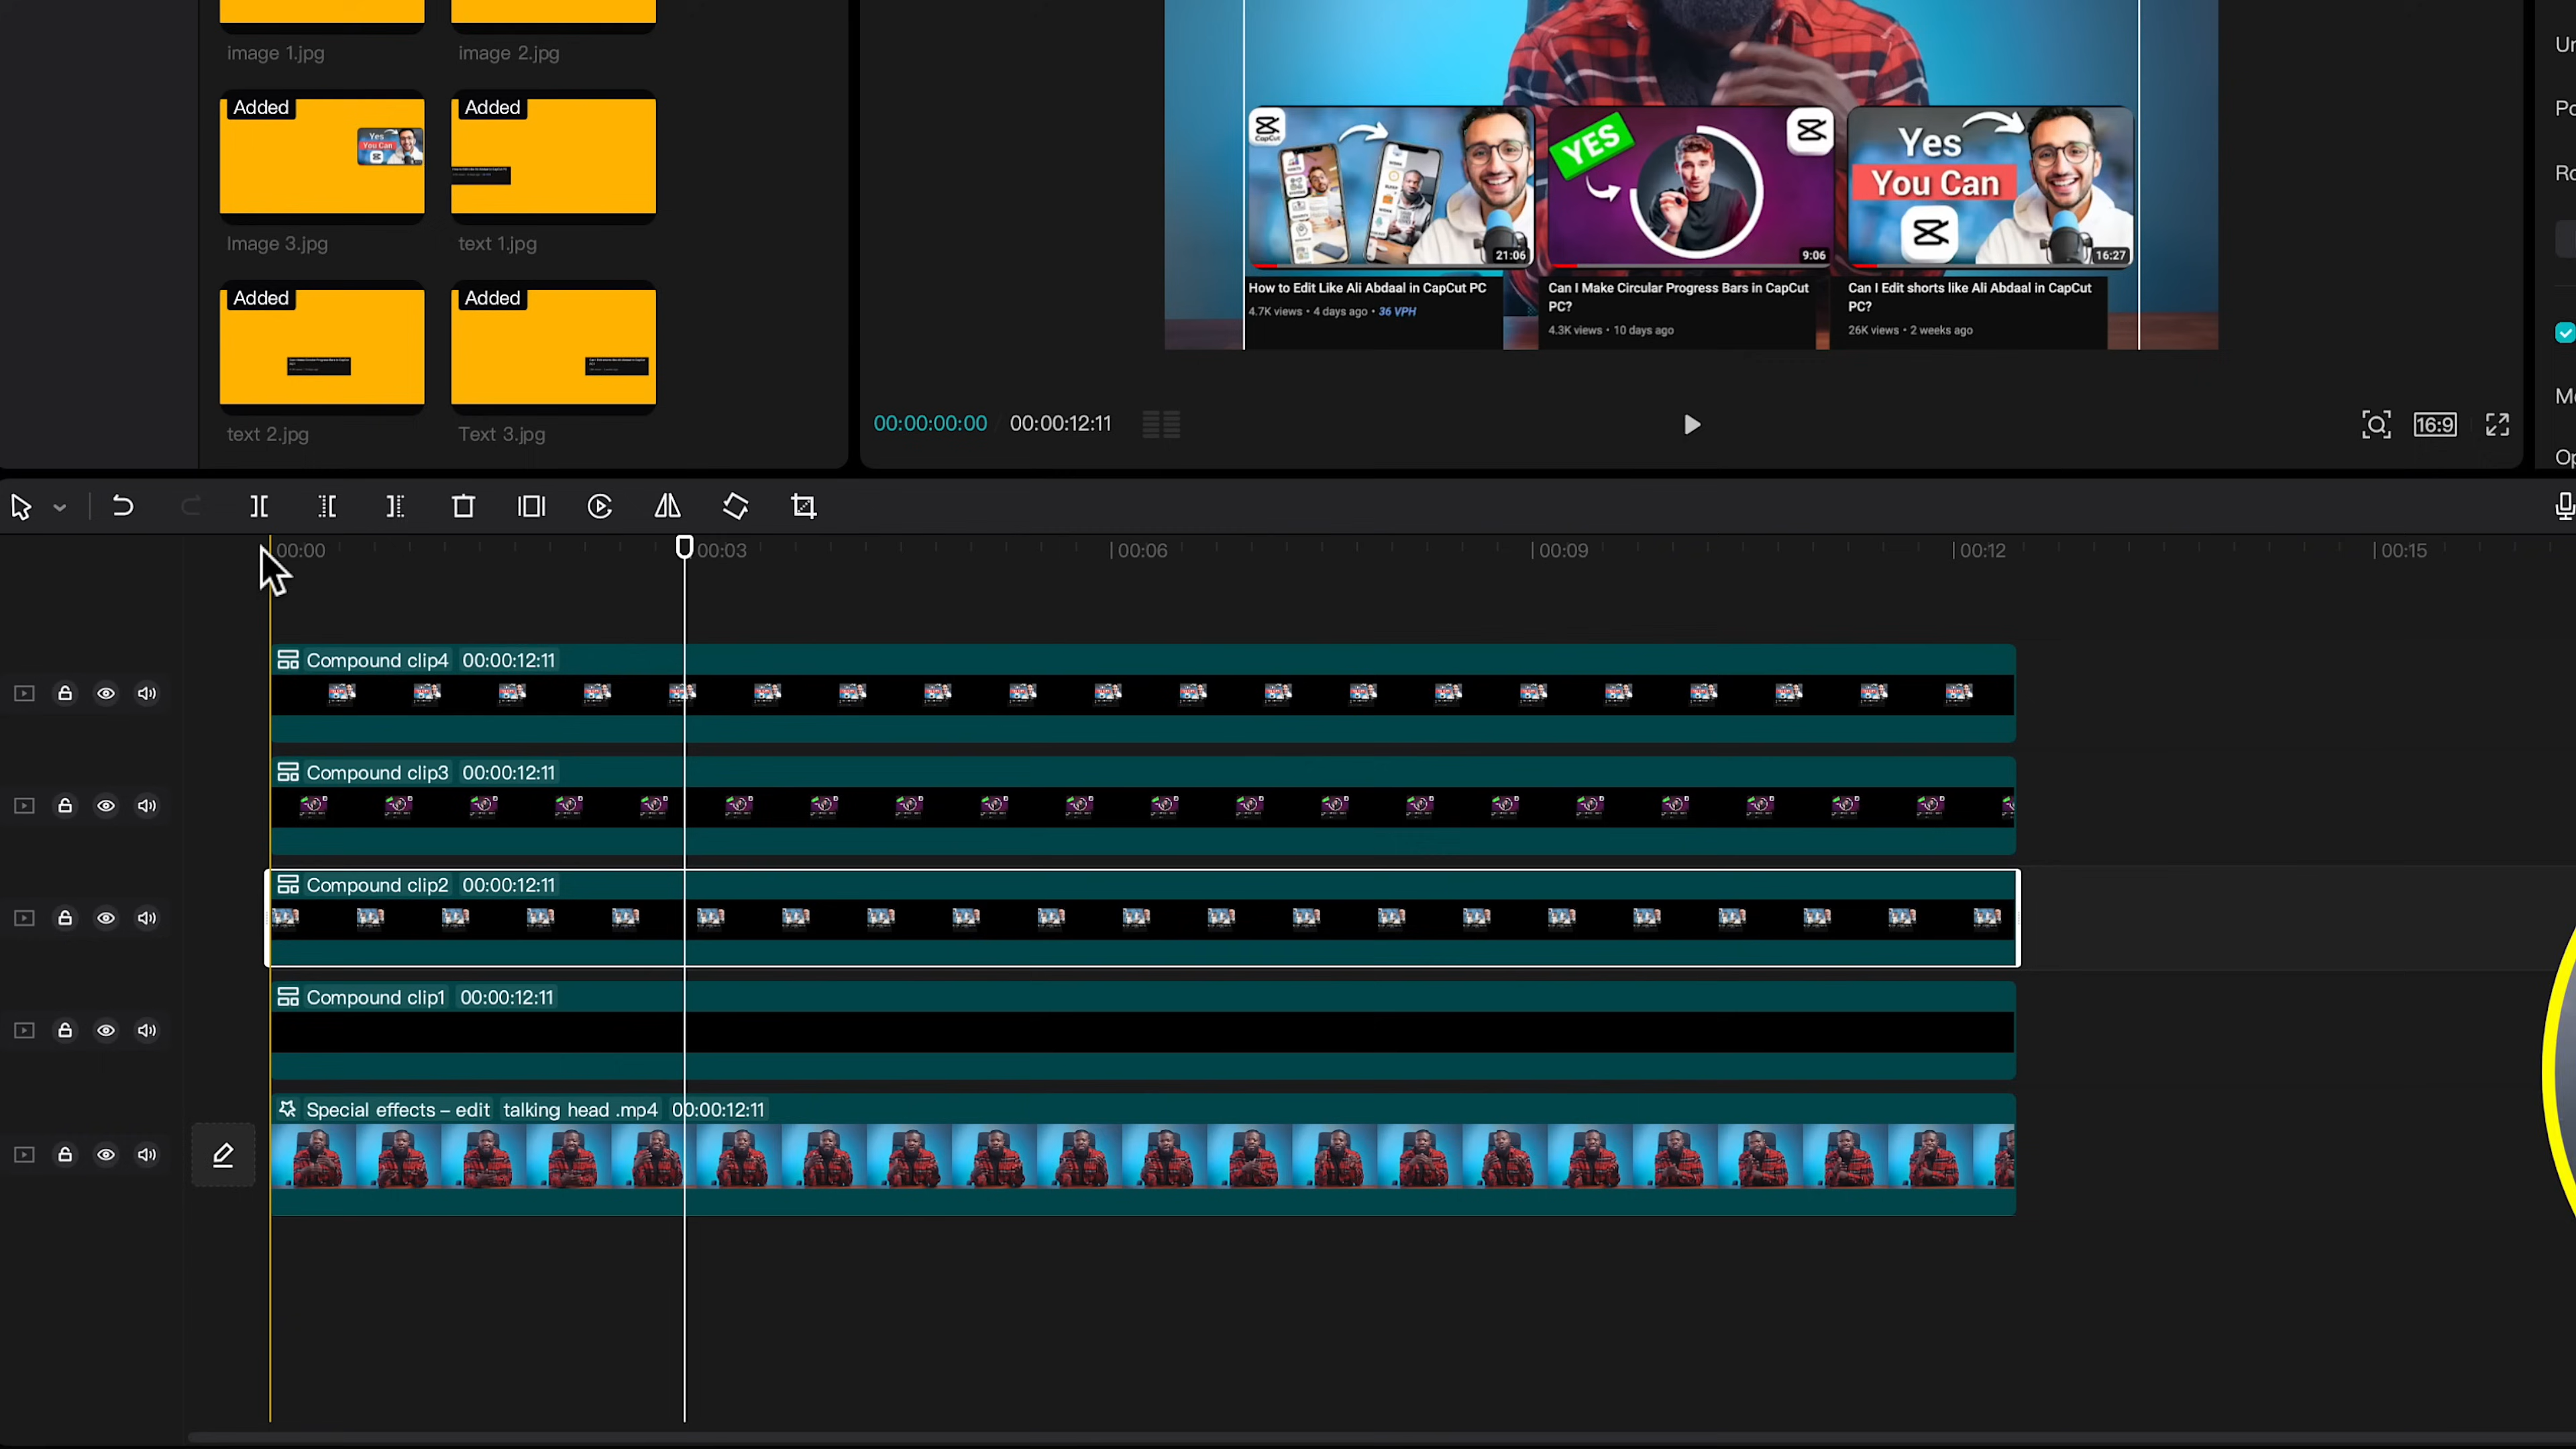 image 1.jpg
image 2.jpg
Added
Added
Yes
You Can
Image 3.jpg
text 1.jpg
Added
Added
text 2.jpg
Text 3.jpg
CapCut
21:06
YES
9:06
Yes
You Can
16:27
How to Edit Like Ali Abdaal in CapCut PC
4.7K views • 4 days ago • 36 VPH
Can I Make Circular Progress Bars in CapCut
PC?
4.3K views • 10 days ago
Can I Edit shorts like Ali Abdaal in CapCut
PC?
26K views • 2 weeks ago
00:00:00:00 / 00:00:12:11
16:9
00:00
00:03
00:06
00:09
00:12
00:15
Compound clip4 00:00:12:11
Compound clip3 00:00:12:11
Compound clip2 00:00:12:11
Compound clip1 00:00:12:11
Special effects – edit talking head .mp4 00:00:12:11